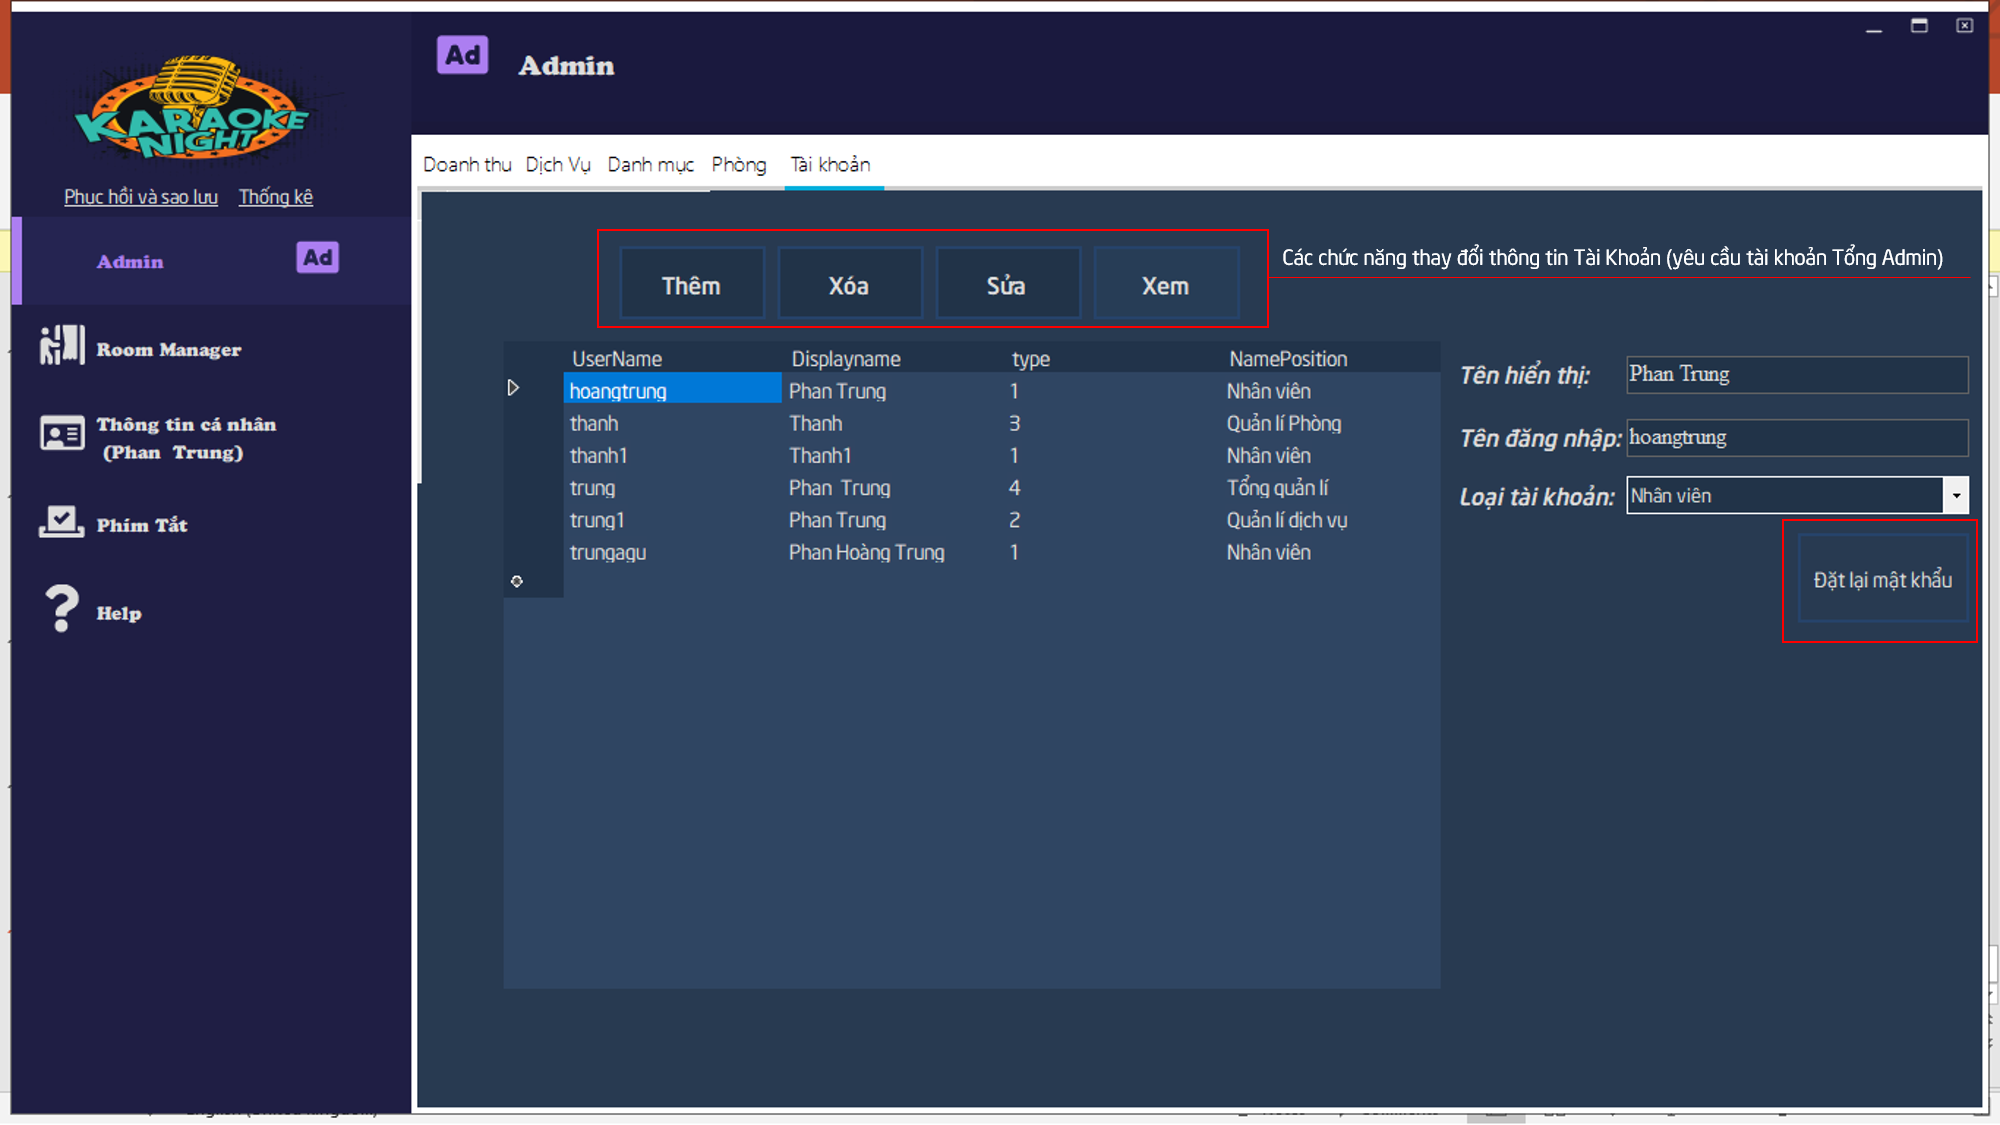 Ad Admin
KARAOKE
NIGHT
Phục hồi và sao lưu Thống kê
Admin Ad
Room Manager
Thông tin cá nhân
(Phan Trung)
Phím Tắt
Help
Doanh thu Dịch Vụ Danh mục Phòng Tài khoản
Thêm Xóa Sửa Xem
Các chức năng thay đổi thông tin Tài Khoản (yêu cầu tài khoản Tổng Admin)
UserName Displayname type NamePosition
hoangtrung Phan Trung 1 Nhân viên
thanh Thanh 3 Quản lí Phòng
thanh1 Thanh1 1 Nhân viên
trung Phan Trung 4 Tổng quản lí
trung1 Phan Trung 2 Quản lí dịch vụ
trungagu Phan Hoàng Trung 1 Nhân viên
Tên hiển thị: Phan Trung
Tên đăng nhập: hoangtrung
Loại tài khoản: Nhân viên
Đặt lại mật khẩu